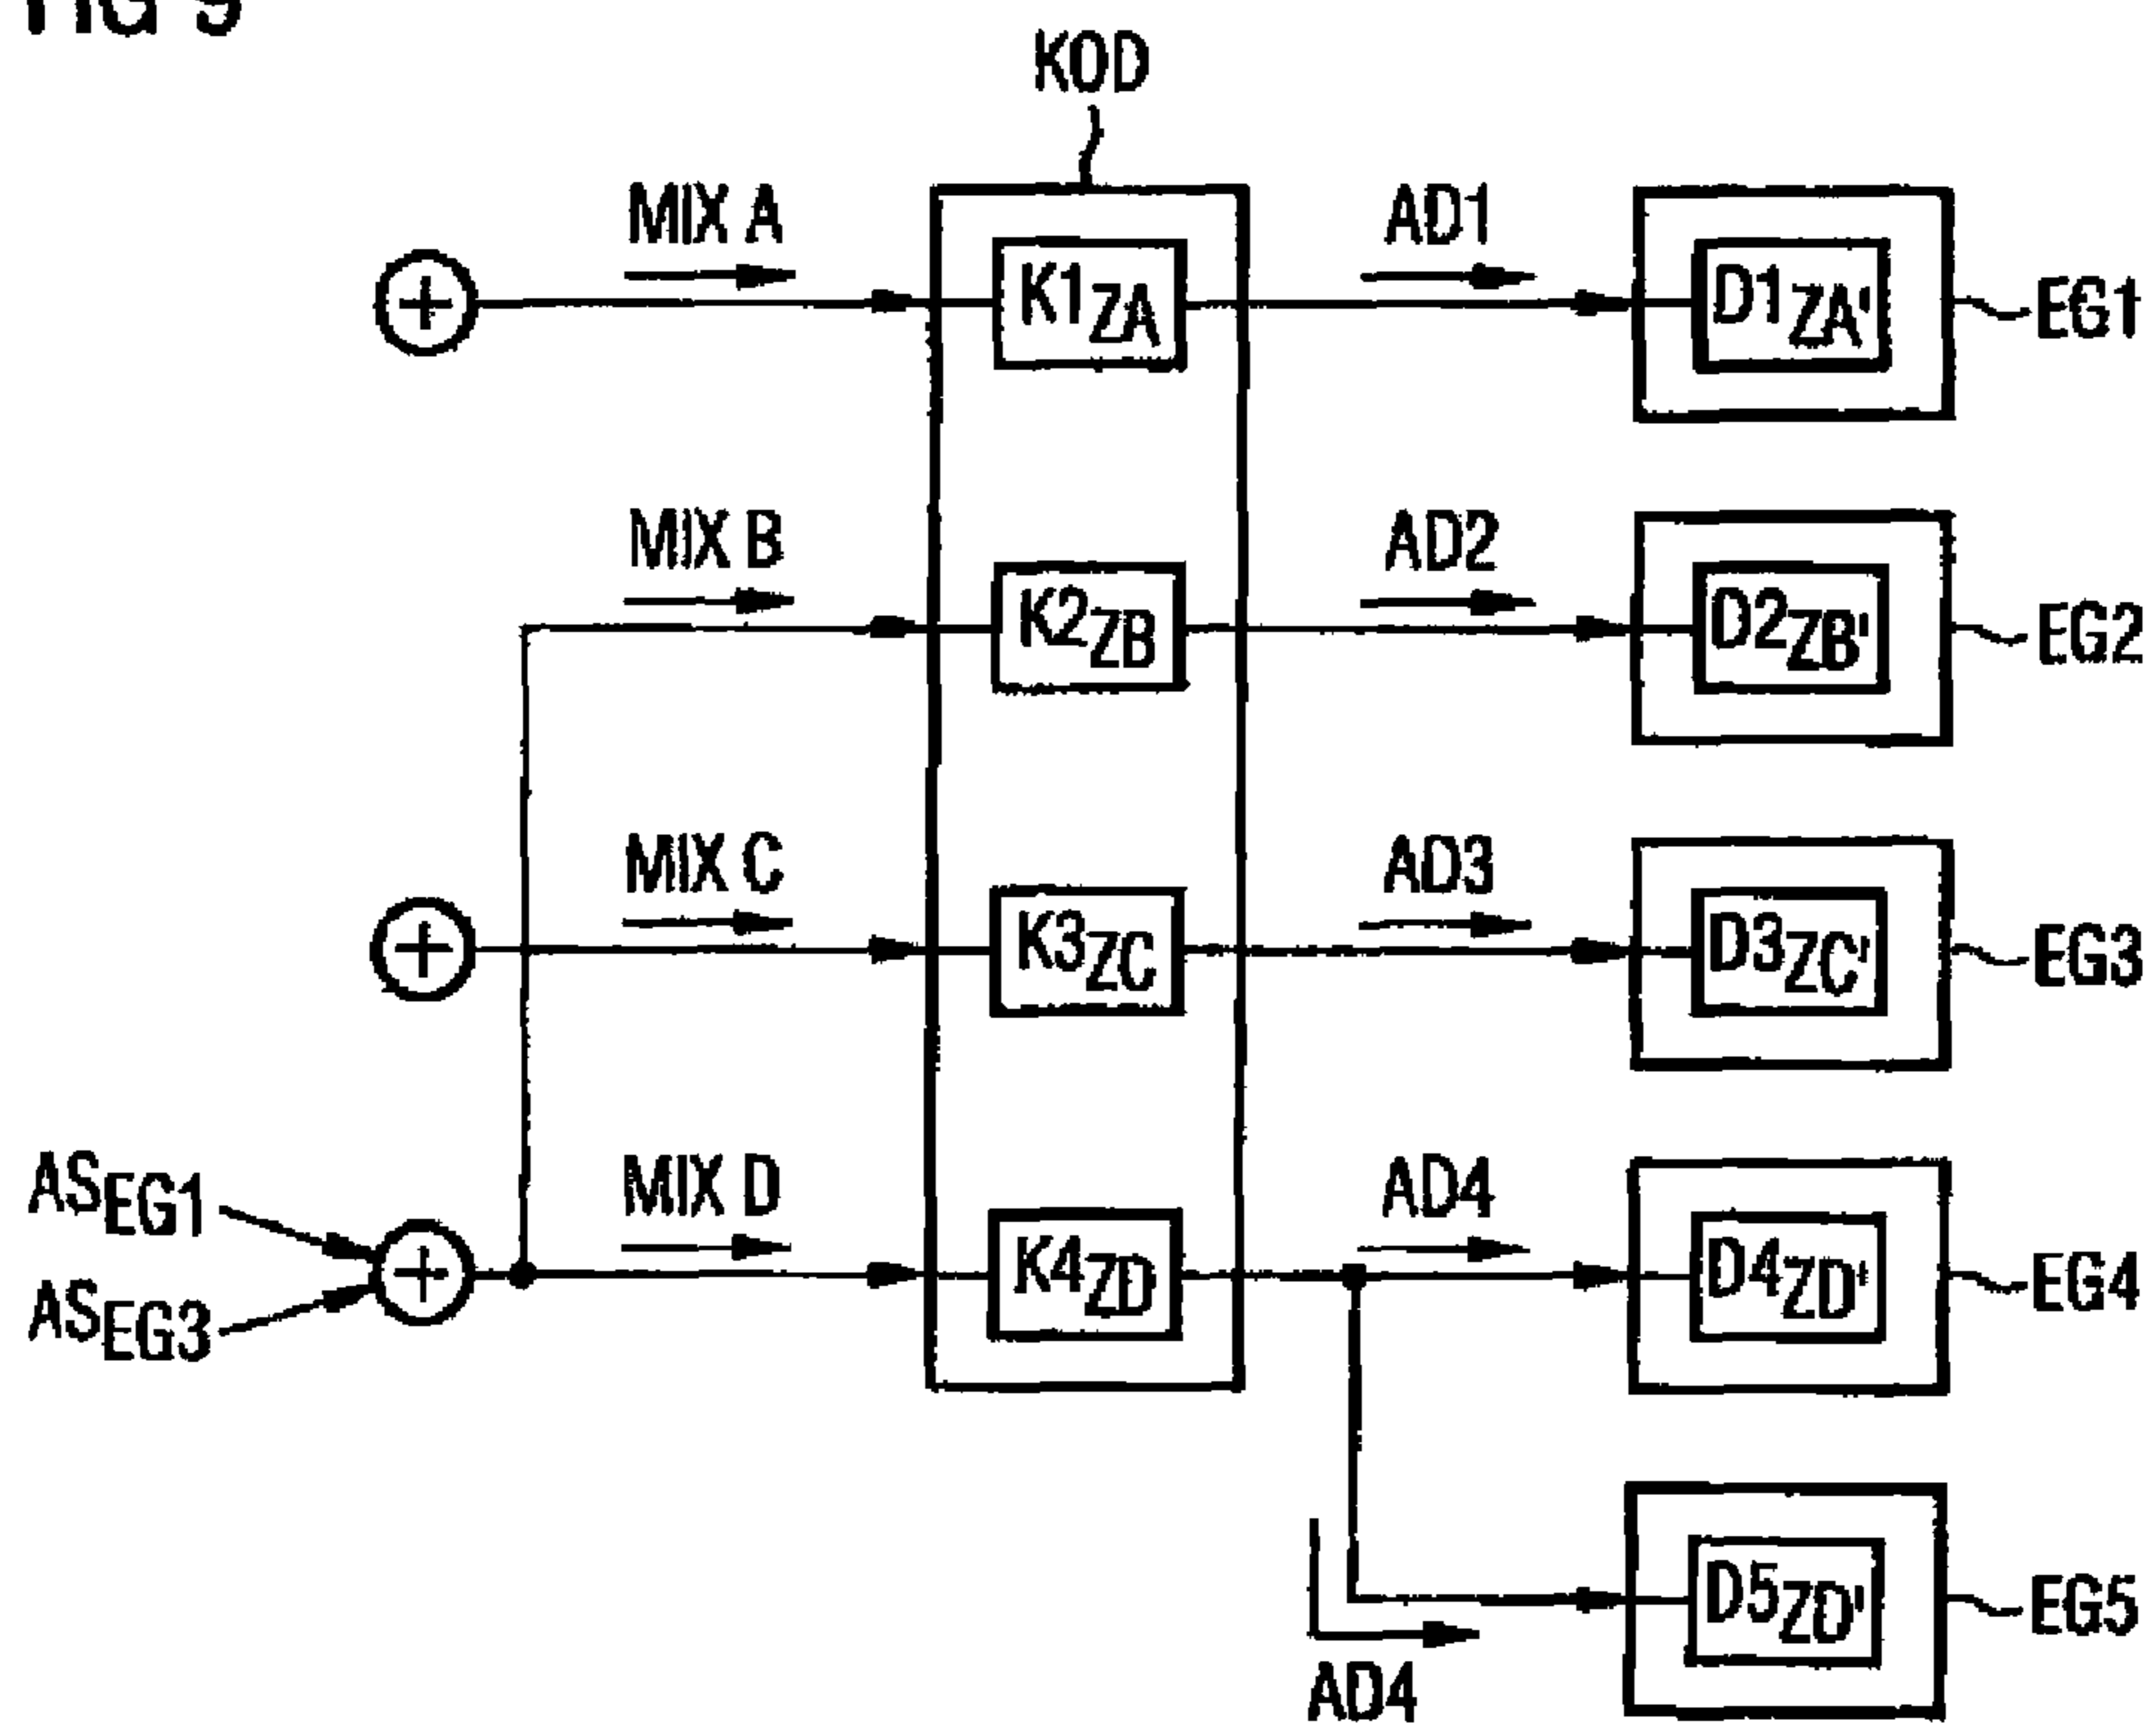 FIG
KOD
MIX A
AD1
K1ZA
D1ZA'
EG1
MIX B
AD2
K2ZB
D2ZB'
EG2
MIX C
AD3
K3ZC
D3ZC'
EG3
ASEG1
MIX D
AD4
K4ZD
D4ZD'
EG4
ASEG3
D5ZD'
EG5
AD4